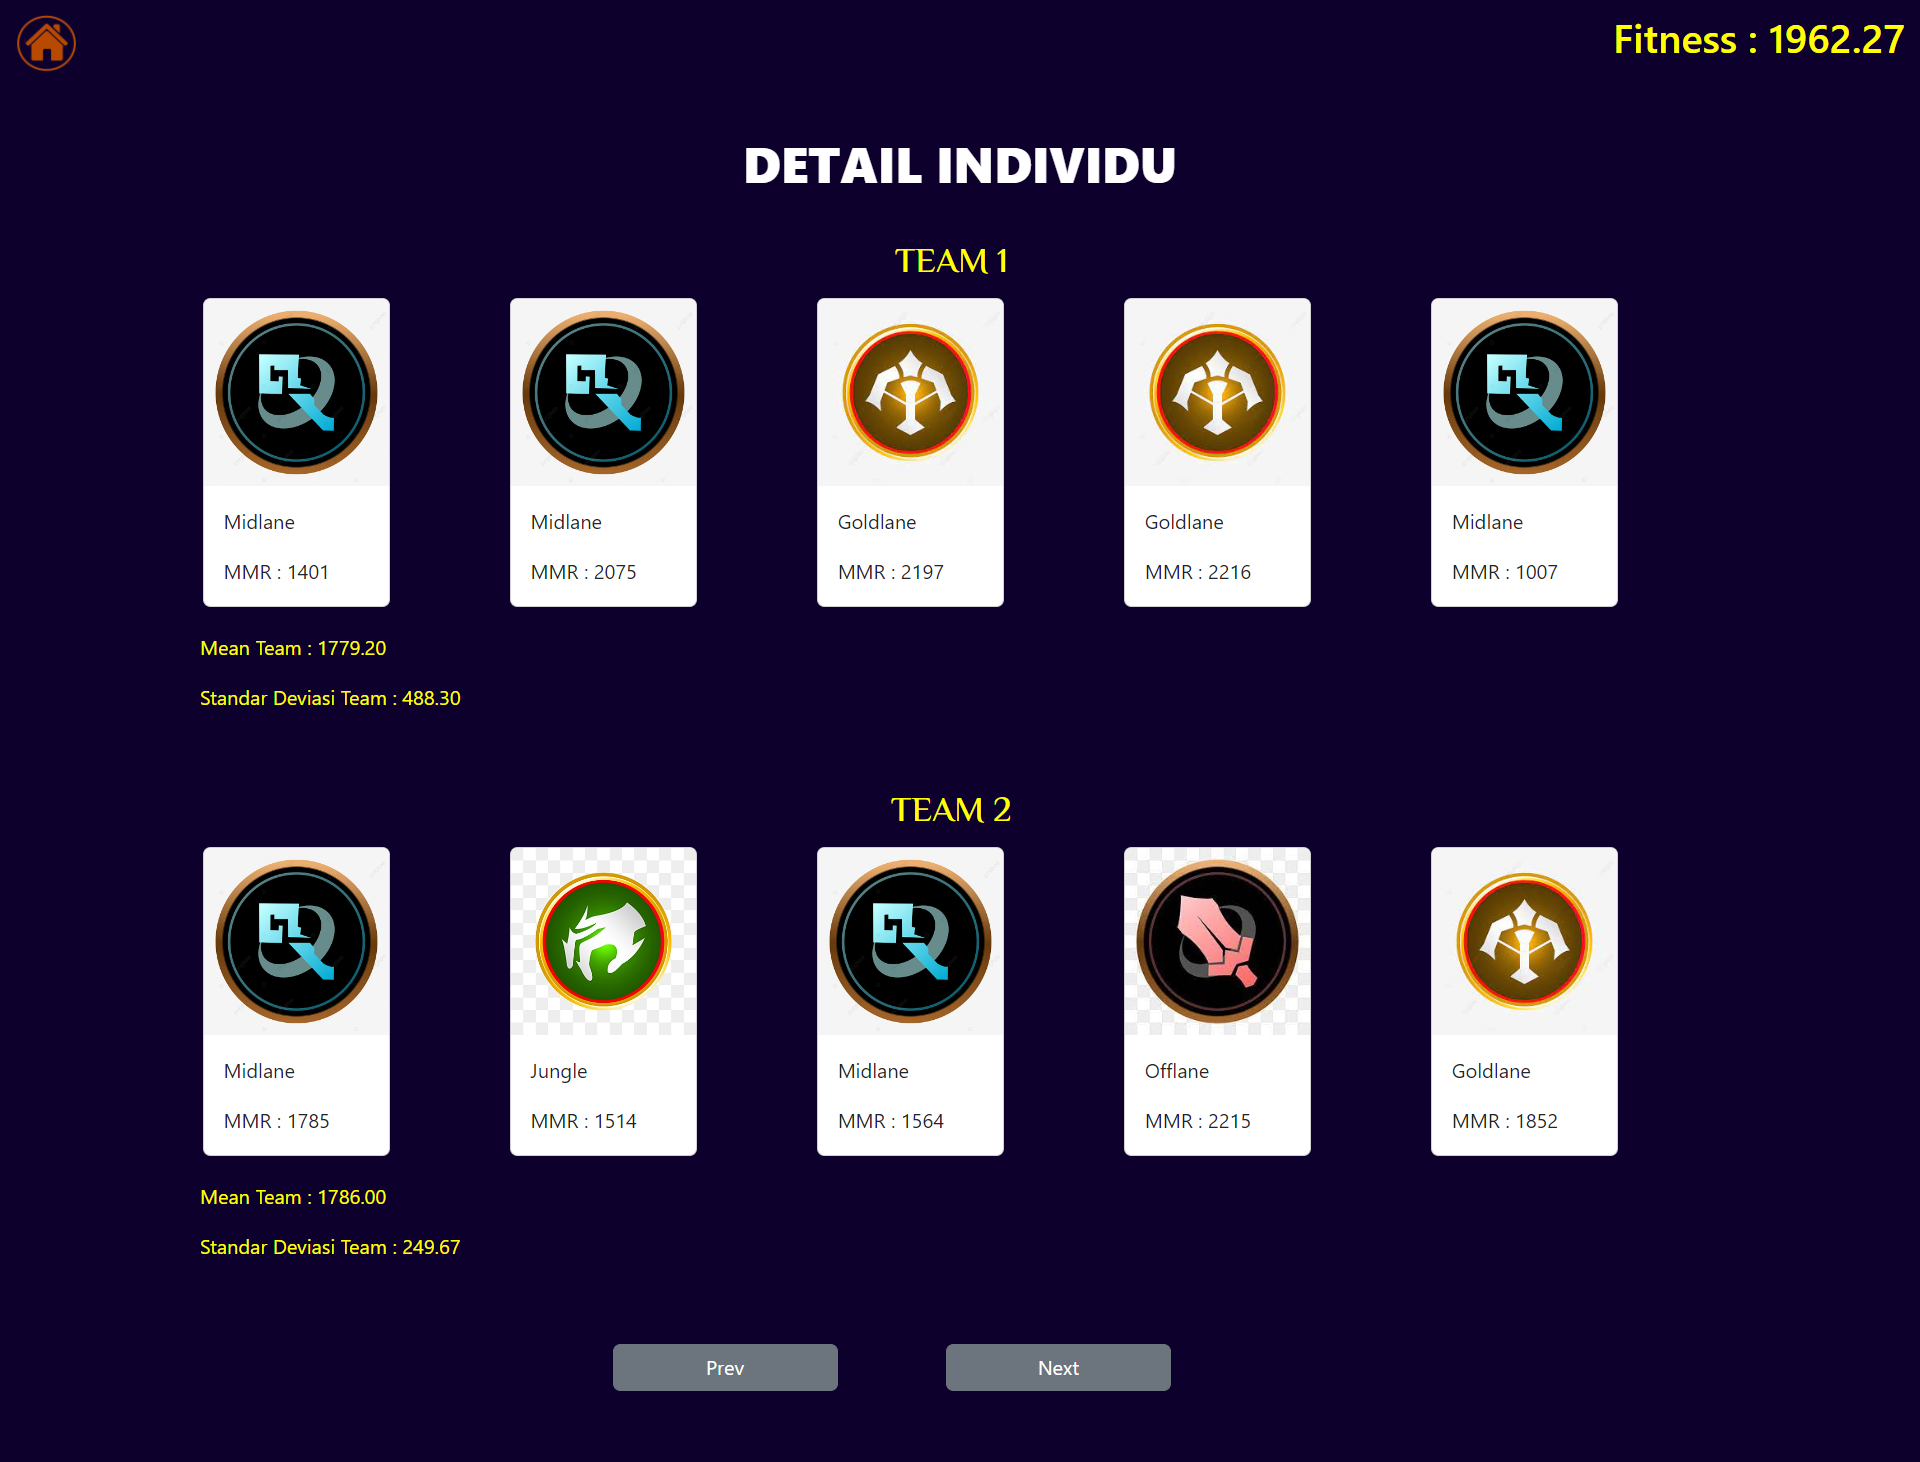 Fitness : 1962.27
DETAIL INDIVIDU
TEAM 1
Midlane
MMR : 1401
Midlane
MMR : 2075
Goldlane
MMR : 2197
Goldlane
MMR : 2216
Midlane
MMR : 1007
Mean Team : 1779.20
Standar Deviasi Team : 488.30
TEAM 2
Midlane
MMR : 1785
Jungle
MMR : 1514
Midlane
MMR : 1564
Offlane
MMR : 2215
Goldlane
MMR : 1852
Mean Team : 1786.00
Standar Deviasi Team : 249.67
Prev
Next